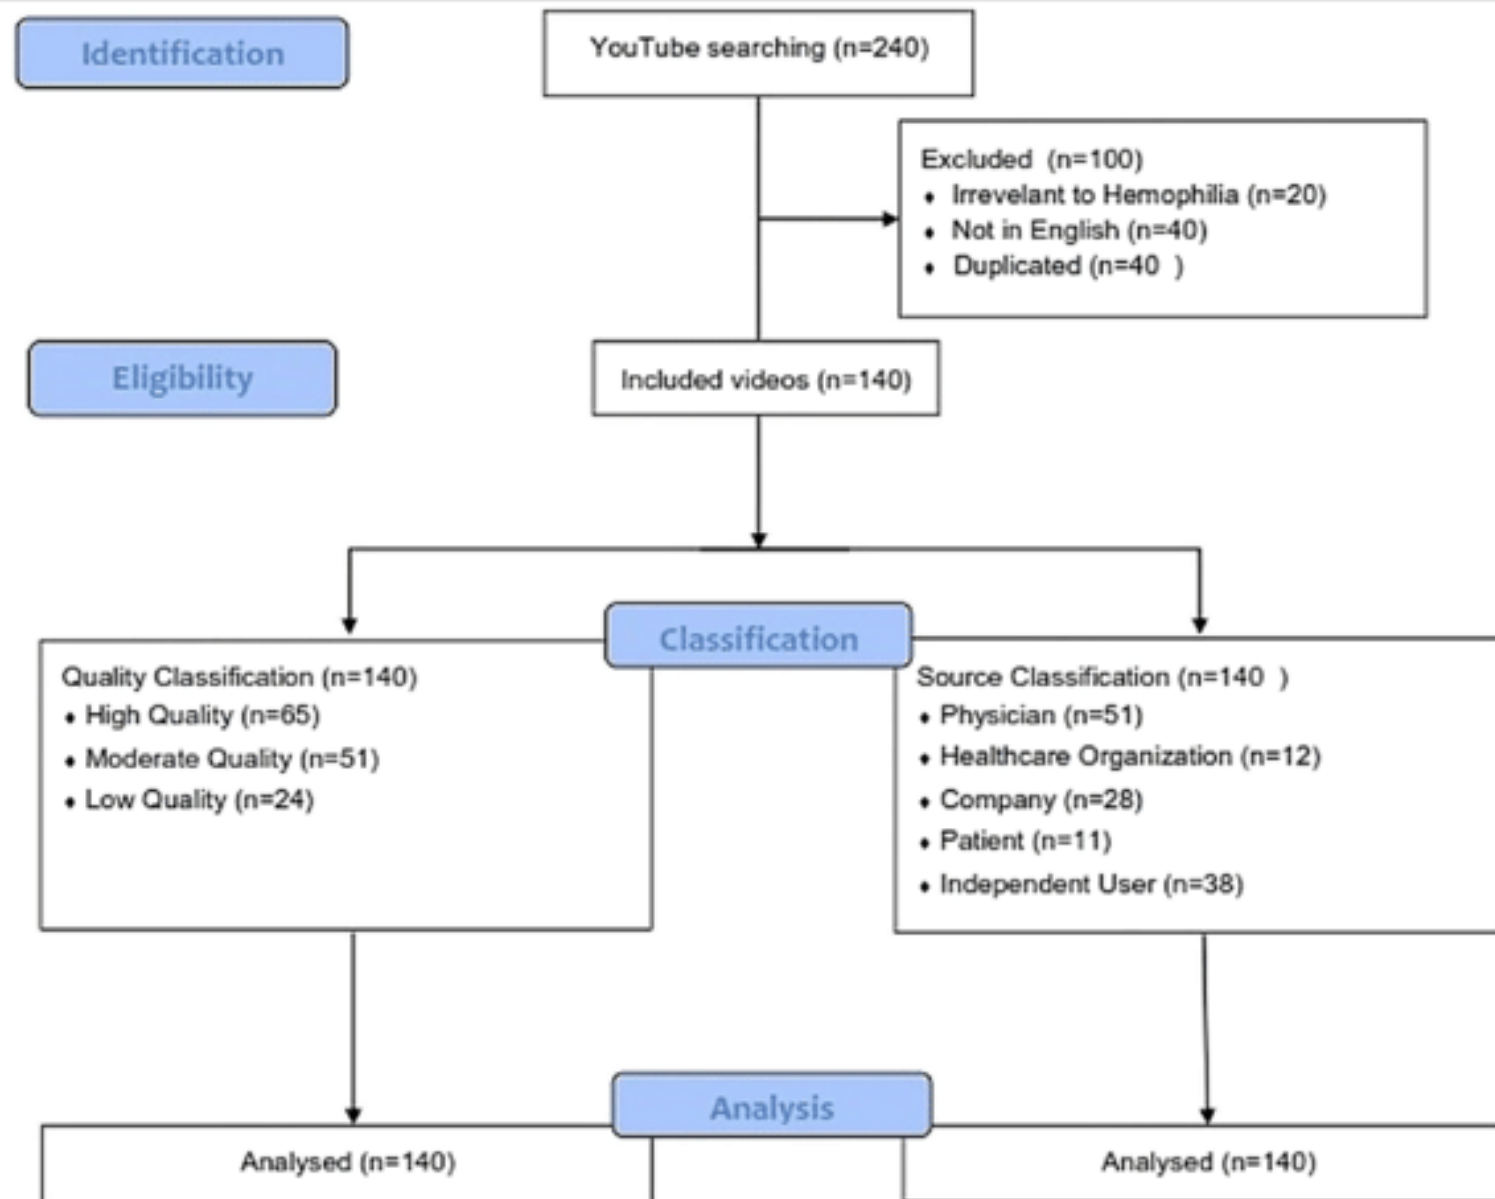 Identification
YouTube searching (n=240)
Excluded (n=100)
♦ Irrevelant to Hemophilia (n=20)
♦ Not in English (n=40)
♦ Duplicated (n=40 )
Eligibility
Included videos (n=140)
Classification
Quality Classification (n=140)
♦ High Quality (n=65)
♦ Moderate Quality (n=51)
♦ Low Quality (n=24)
Source Classification (n=140 )
♦ Physician (n=51)
♦ Healthcare Organization (n=12)
♦ Company (n=28)
♦ Patient (n=11)
♦ Independent User (n=38)
Analysis
Analysed (n=140)
Analysed (n=140)